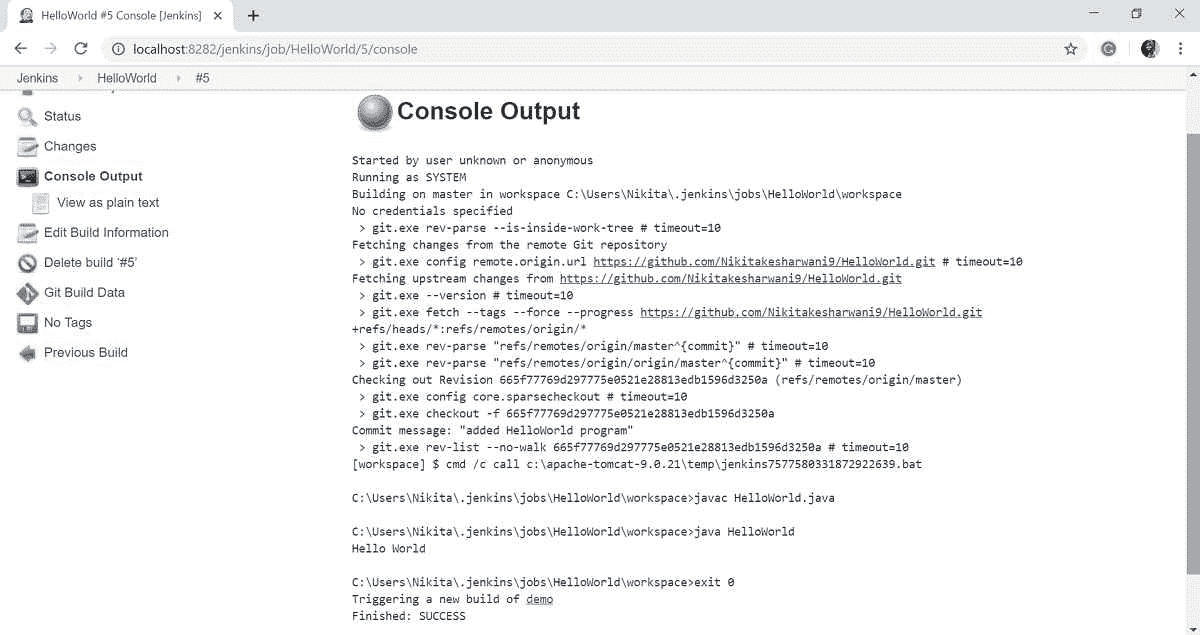 HelloWorld #5 Console [Jenkins]
localhost:8282/jenkins/job/HelloWorld/5/console
Jenkins HelloWorld #5
Status
Changes
Console Output
View as plain text
Edit Build Information
Delete build ‘#5’
Git Build Data
No Tags
Previous Build
Console Output
Started by user unknown or anonymous
Running as SYSTEM
Building on master in workspace C:\Users\Nikita\.jenkins\jobs\HelloWorld\workspace
No credentials specified
> git.exe rev-parse --is-inside-work-tree # timeout=10
Fetching changes from the remote Git repository
> git.exe config remote.origin.url https://github.com/Nikitakesharwani9/HelloWorld.git # timeout=10
Fetching upstream changes from https://github.com/Nikitakesharwani9/HelloWorld.git
> git.exe --version # timeout=10
> git.exe fetch --tags --force --progress https://github.com/Nikitakesharwani9/HelloWorld.git
+refs/heads/*:refs/remotes/origin/*
> git.exe rev-parse "refs/remotes/origin/master^{commit}" # timeout=10
> git.exe rev-parse "refs/remotes/origin/origin/master^{commit}" # timeout=10
Checking out Revision 665f77769d297775e0521e28813edb1596d3250a (refs/remotes/origin/master)
> git.exe config core.sparsecheckout # timeout=10
> git.exe checkout -f 665f77769d297775e0521e28813edb1596d3250a
Commit message: "added HelloWorld program"
> git.exe rev-list --no-walk 665f77769d297775e0521e28813edb1596d3250a # timeout=10
[workspace] $ cmd /c call c:\apache-tomcat-9.0.21\temp\jenkins7577580331872922639.bat
C:\Users\Nikita\.jenkins\jobs\HelloWorld\workspace>javac HelloWorld.java
C:\Users\Nikita\.jenkins\jobs\HelloWorld\workspace>java HelloWorld
Hello World
C:\Users\Nikita\.jenkins\jobs\HelloWorld\workspace>exit 0
Triggering a new build of demo
Finished: SUCCESS